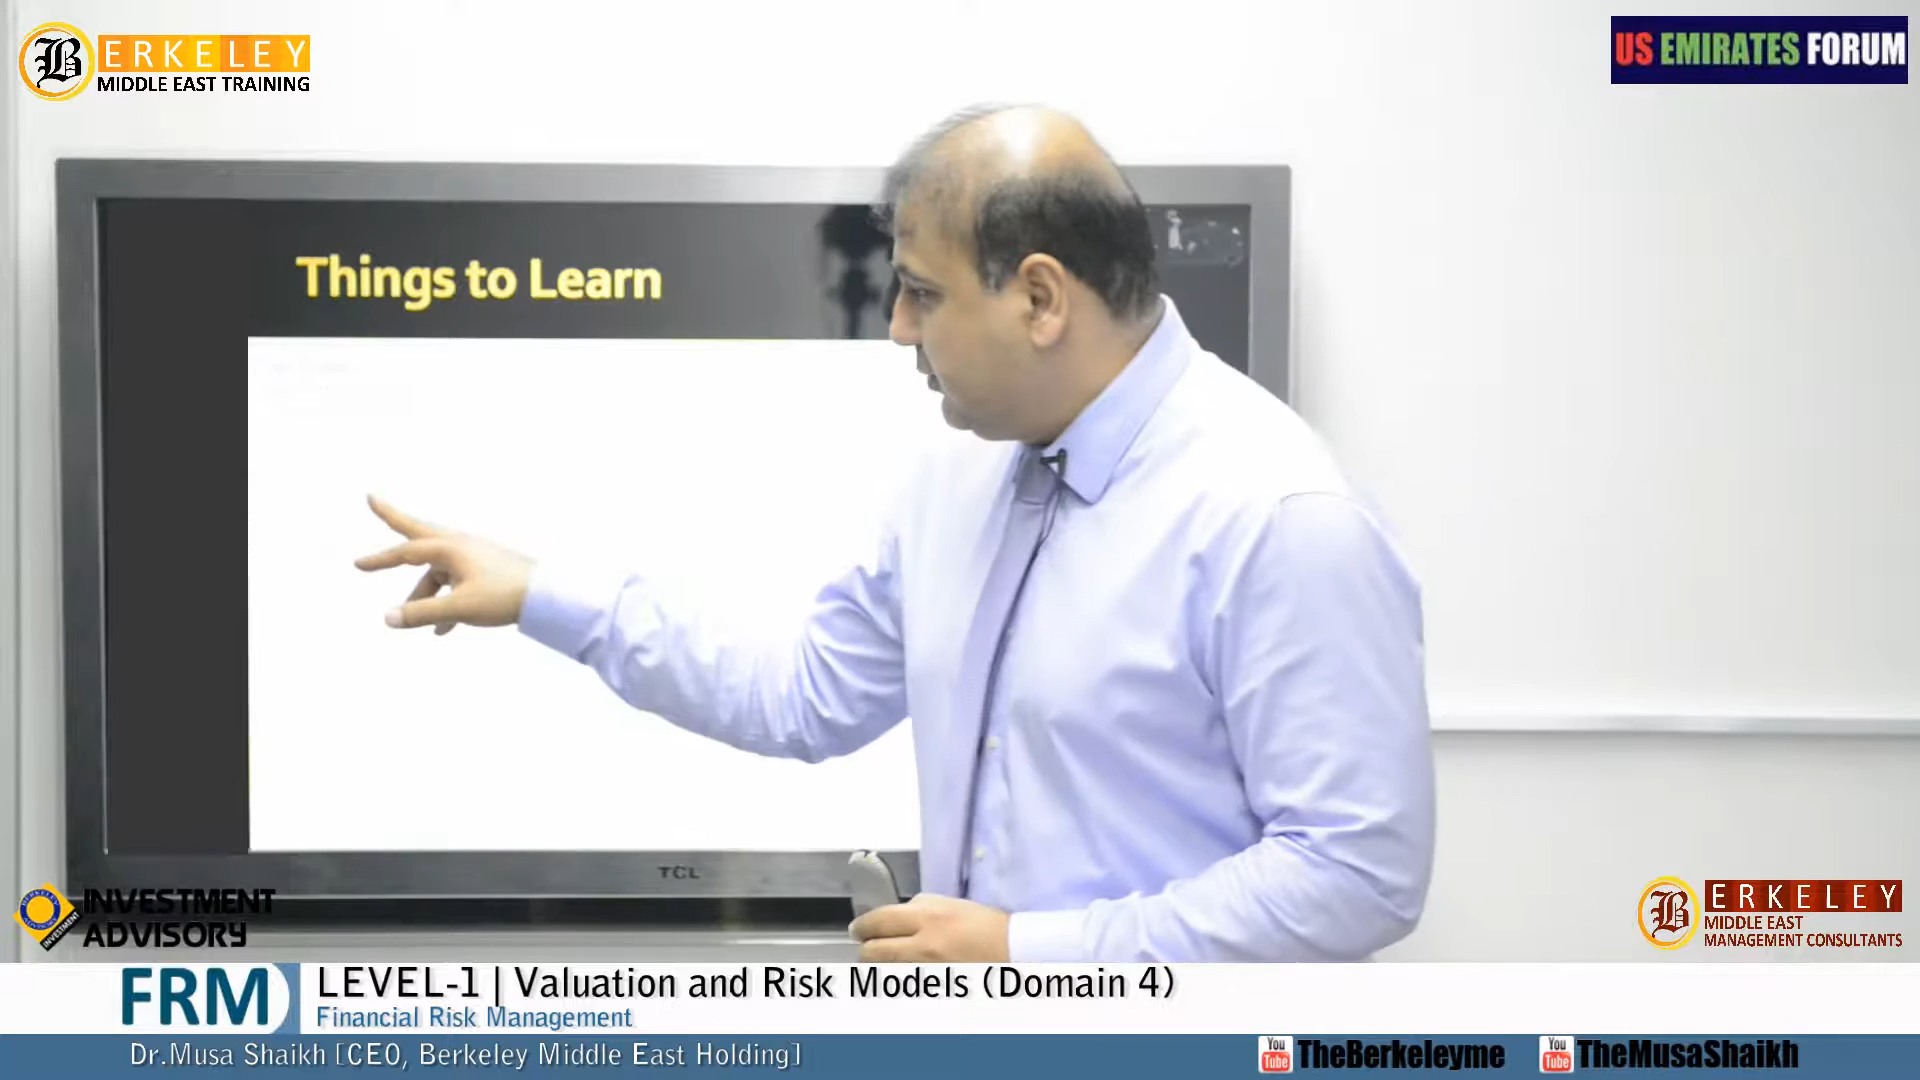 BERKELEY
MIDDLE EAST TRAINING
US EMIRATES FORUM
Things to Learn
TCL
INVESTMENT
ADVISORY
BERKELEY
MIDDLE EAST
MANAGEMENT CONSULTANTS
FRM
LEVEL-1 | Valuation and Risk Models (Domain 4)
Financial Risk Management
Dr.Musa Shaikh [CEO, Berkeley Middle East Holding]
You Tube TheBerkeleyme
You Tube TheMusaShaikh